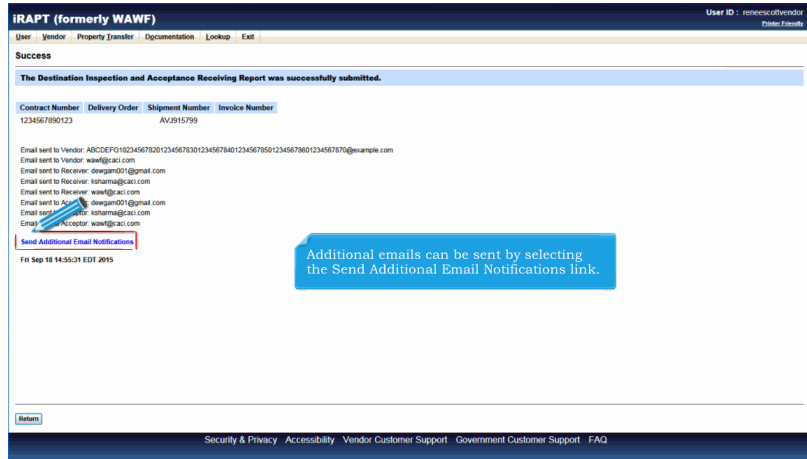 iRAPT (formerly WAWF)
User ID : reneescottvendor
Printer Friendly
User Vendor Property Transfer Documentation Lookup Exit
Success
The Destination Inspection and Acceptance Receiving Report was successfully submitted.
Contract Number Delivery Order Shipment Number Invoice Number
1234567890123 AVJ915799
Email sent to Vendor: ABCDEFG1023456782012345678301234567840123456785012345678601234567870@example.com
Email sent to Vendor: wawf@caci.com
Email sent to Receiver: dewgam001@gmail.com
Email sent to Receiver: ksharma@caci.com
Email sent to Receiver: wawf@caci.com
Email sent to dewgam001@gmail.com
Email sent ksharma@caci.com
Email Acceptor: wawf@caci.com
Send Additional Email Notifications
Fri Sep 18 14:55:31 EDT 2015
Additional emails can be sent by selecting
the Send Additional Email Notifications link.
Return
Security & Privacy Accessibility Vendor Customer Support Government Customer Support FAQ